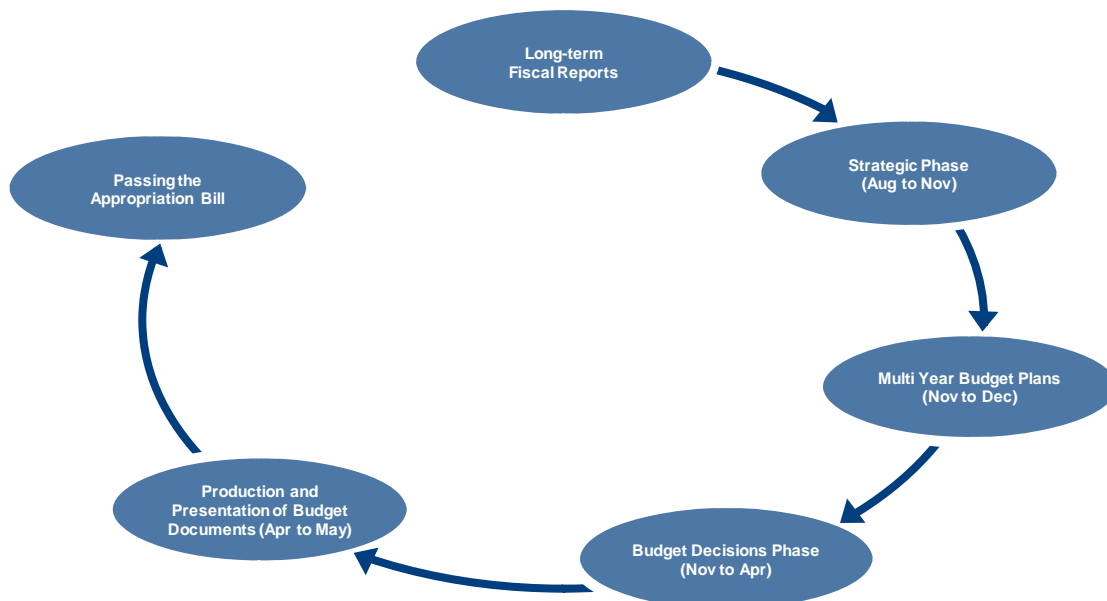 Long-term
Fiscal Reports
Strategic Phase
(Aug to Nov)
Multi Year Budget Plans
(Nov to Dec)
Budget Decisions Phase
(Nov to Apr)
Production and
Presentation of Budget
Documents (Apr to May)
Passing the
Appropriation Bill